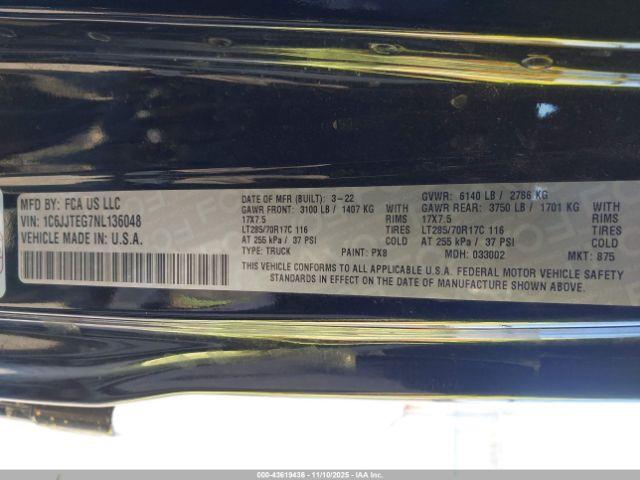 MFD BY: FCA US LLC
VIN: 1C6JJTEG7NL136048
VEHICLE MADE IN U.S.A.
DATE OF MFR (BUILT): 3-22 GVWR: 6140 LB / 2786 KG
GAWR FRONT: 3100 LB / 1407 KG WITH GAWR REAR: 3750 LB / 1701 KG WITH
17X7.5 TIRES 17X7.5 TIRES
LT285/70R17C 116 LT285/70R17C 116
AT 255 kPa / 37 PSI COLD AT 255 kPa / 37 PSI COLD
TYPE: TRUCK PAINT: PX8 MDH: 033002 MKT: 875
THIS VEHICLE CONFORMS TO ALL APPLICABLE U.S.A. FEDERAL MOTOR VEHICLE SAFETY
STANDARDS IN EFFECT ON THE DATE OF MANUFACTURE SHOWN ABOVE.
000-43619436 - 11/10/2025 - IAA Inc.